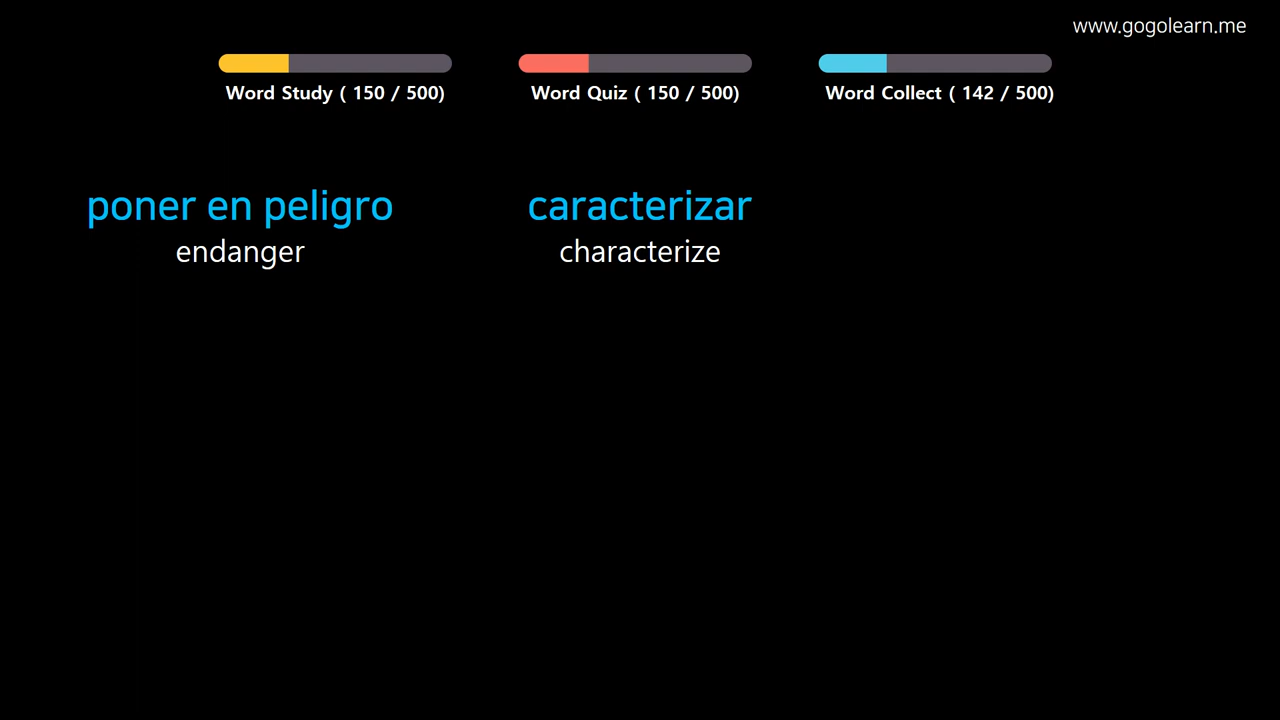 www.gogolearn.me
Word Study ( 150 / 500)
Word Quiz ( 150 / 500)
Word Collect ( 142 / 500)
poner en peligro
endanger
caracterizar
characterize